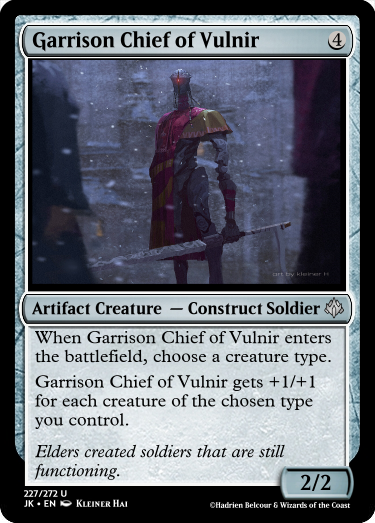 Garrison Chief of Vulnir 4
art by kleiner H
Artifact Creature — Construct Soldier
When Garrison Chief of Vulnir enters
the battlefield, choose a creature type.
Garrison Chief of Vulnir gets +1/+1
for each creature of the chosen type
you control.
Elders created soldiers that are still
functioning.
2/2
227/272 U
JK • EN Kleiner Hai
©Hadrien Belcour & Wizards of the Coast